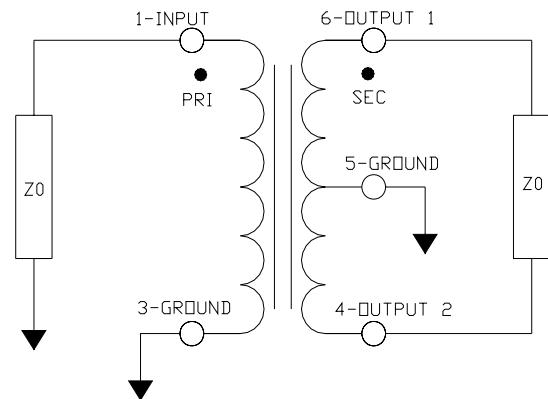 1-INPUT
6-OUTPUT 1
PRI
SEC
5-GROUND
Z0
Z0
3-GROUND
4-OUTPUT 2